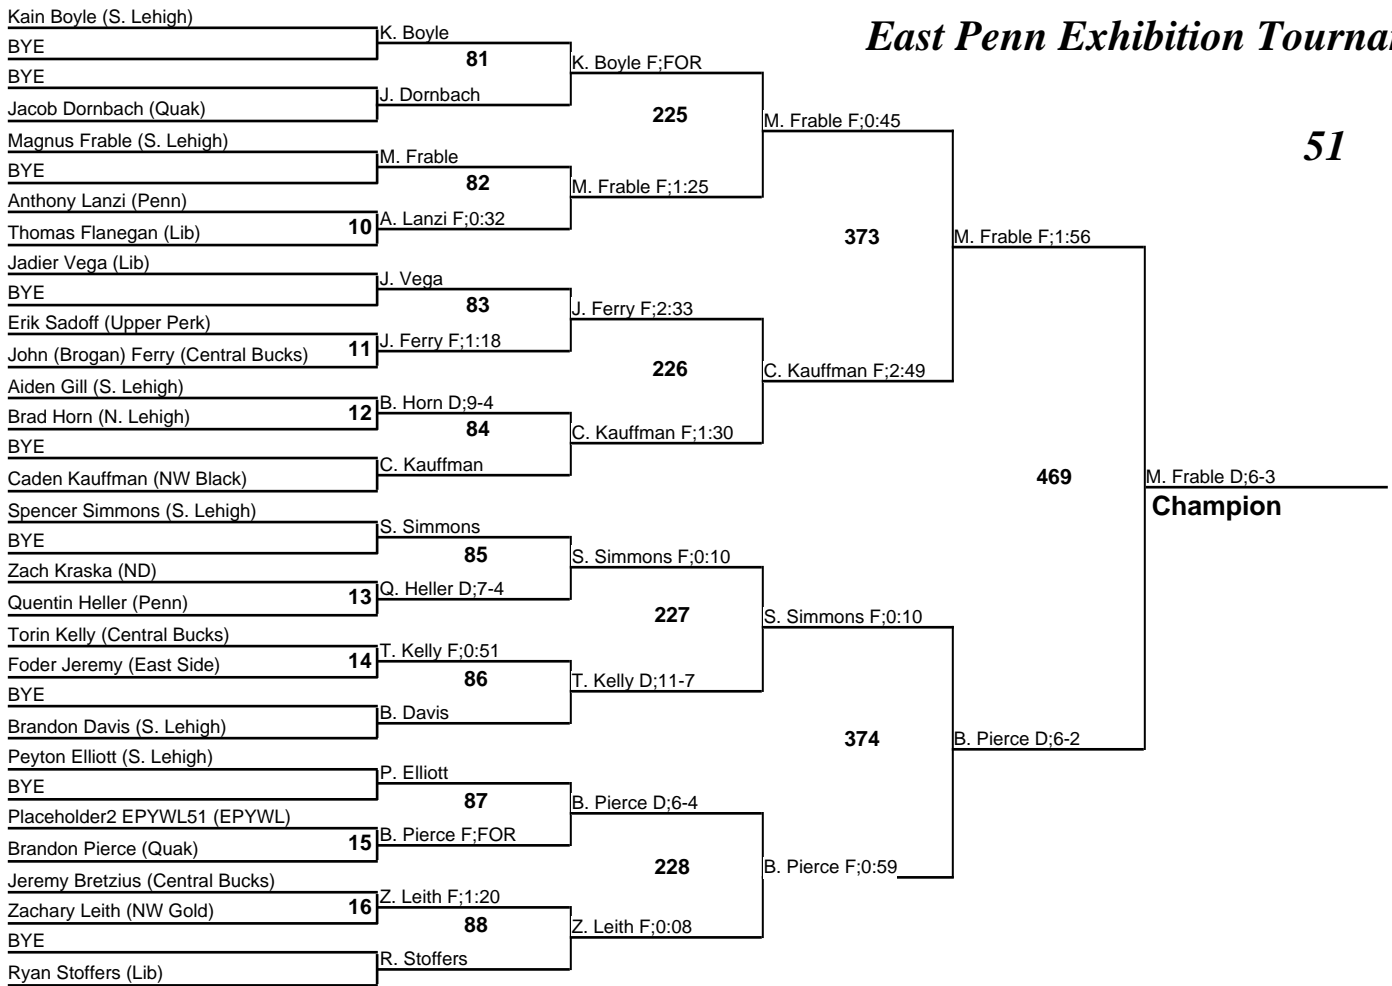 East Penn Exhibition Tourna
51
Kain Boyle (S. Lehigh)
BYE
BYE
Jacob Dornbach (Quak)
Magnus Frable (S. Lehigh)
BYE
Anthony Lanzi (Penn)
Thomas Flanegan (Lib)
Jadier Vega (Lib)
BYE
Erik Sadoff (Upper Perk)
John (Brogan) Ferry (Central Bucks)
Aiden Gill (S. Lehigh)
Brad Horn (N. Lehigh)
BYE
Caden Kauffman (NW Black)
Spencer Simmons (S. Lehigh)
BYE
Zach Kraska (ND)
Quentin Heller (Penn)
Torin Kelly (Central Bucks)
Foder Jeremy (East Side)
BYE
Brandon Davis (S. Lehigh)
Peyton Elliott (S. Lehigh)
BYE
Placeholder2 EPYWL51 (EPYWL)
Brandon Pierce (Quak)
Jeremy Bretzius (Central Bucks)
Zachary Leith (NW Gold)
BYE
Ryan Stoffers (Lib)
10
11
12
13
14
15
16
K. Boyle
81
J. Dornbach
M. Frable
82
A. Lanzi F;0:32
J. Vega
83
J. Ferry F;1:18
B. Horn D;9-4
84
C. Kauffman
S. Simmons
85
Q. Heller D;7-4
T. Kelly F;0:51
86
B. Davis
P. Elliott
87
B. Pierce F;FOR
Z. Leith F;1:20
88
R. Stoffers
K. Boyle F;FOR
225
M. Frable F;1:25
J. Ferry F;2:33
226
C. Kauffman F;1:30
S. Simmons F;0:10
227
T. Kelly D;11-7
B. Pierce D;6-4
228
Z. Leith F;0:08
M. Frable F;0:45
373
C. Kauffman F;2:49
S. Simmons F;0:10
374
B. Pierce F;0:59
M. Frable F;1:56
469
B. Pierce D;6-2
M. Frable D;6-3
Champion